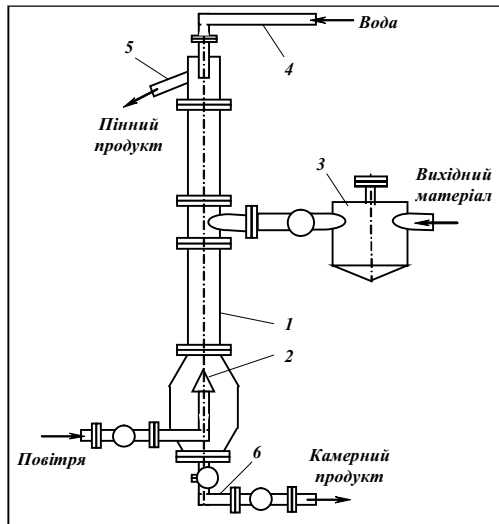 Вода
4
5
Пінний
продукт
3
Вихідний
матеріал
1
2
Повітря
6
Камерний
продукт